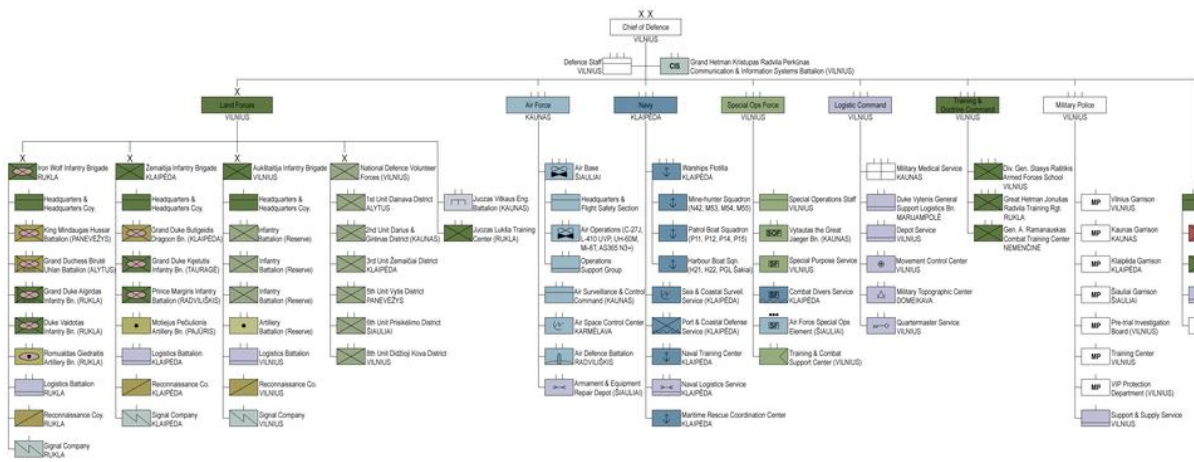 Chief of Defence
VILNIUS
Defence Staff
VILNIUS
CIS
Grand Hetman Kristupas Radvila Perkūnas
Communication & Information Systems Battalion (VILNIUS)
Land Forces
VILNIUS
Air Force
KAUNAS
Navy
KLAIPĖDA
Special Ops Force
VILNIUS
Logistic Command
VILNIUS
Training &
Doctrine Command
VILNIUS
Military Police
VILNIUS
Iron Wolf Infantry Brigade
RUKLA
Headquarters &
Headquarters Coy.
King Mindaugas Hussar
Battalion (PANEVĖŽYS)
Grand Duchess Birutė
Uhlan Battalion (ALYTUS)
Grand Duke Algirdas
Infantry Bn. (RUKLA)
Duke Vaidotas
Infantry Bn. (RUKLA)
Romualdas Giedraitis
Artillery Bn. (RUKLA)
Logistics Battalion
RUKLA
Reconnaissance Coy.
RUKLA
Signal Company
RUKLA
Žemaitija Infantry Brigade
KLAIPĖDA
Headquarters &
Headquarters Coy.
Grand Duke Butigeidis
Dragoon Bn. (KLAIPĖDA)
Grand Duke Kęstutis
Infantry Bn. (TAURAGĖ)
Prince Margiris Infantry
Battalion (RADVILIŠKIS)
Motiejus Pečiulionis
Artillery Bn. (PAJŪRIS)
Logistics Battalion
KLAIPĖDA
Reconnaissance Co.
KLAIPĖDA
Signal Company
KLAIPĖDA
Aukštaitija Infantry Brigade
VILNIUS
Headquarters &
Headquarters Coy.
Infantry
Battalion (Reserve)
Infantry
Battalion (Reserve)
Infantry
Battalion (Reserve)
Artillery
Battalion (Reserve)
Logistics Battalion
VILNIUS
Reconnaissance Co.
VILNIUS
Signal Company
VILNIUS
National Defence Volunteer
Forces (VILNIUS)
1st Unit Dainava District
ALYTUS
2nd Unit Darius &
Girėnas District (KAUNAS)
3rd Unit Žemaičiai District
KLAIPĖDA
5th Unit Vytis District
PANEVĖŽYS
6th Unit Prisikėlimo District
ŠIAULIAI
8th Unit Didžioji Kova District
VILNIUS
Juozas Vitkaus Eng.
Battalion (KAUNAS)
Juozas Lukša Training
Center (RUKLA)
Air Base
ŠIAULIAI
Headquarters &
Flight Safety Section
Air Operations (C-27J,
L-410 UVP, UH-60M,
Mi-8T, AS365 N3+)
Operations
Support Group
Air Surveillance & Control
Command (KAUNAS)
Air Space Control Center
KARMĖLAVA
Air Defence Battalion
RADVILIŠKIS
Armament & Equipment
Repair Depot (ŠIAULIAI)
Warships Flotilla
KLAIPĖDA
Mine-hunter Squadron
(N42, M53, M54, M55)
Patrol Boat Squadron
(P11, P12, P14, P15)
Harbour Boat Sqn.
(H21, H22, PGL Šakiai)
Sea & Coastal Surveil.
Service (KLAIPĖDA)
Port & Coastal Defense
Service (KLAIPĖDA)
Naval Training Center
KLAIPĖDA
Naval Logistics Service
KLAIPĖDA
Maritime Rescue Coordination Center
KLAIPĖDA
Special Operations Staff
VILNIUS
SOF
Vytautas the Great
Jaeger Bn. (KAUNAS)
SF
Special Purpose Service
VILNIUS
SF
Combat Divers Service
KLAIPĖDA
SF
Air Force Special Ops
Element (ŠIAULIAI)
Training & Combat
Support Center (VILNIUS)
Military Medical Service
KAUNAS
Duke Vytenis General
Support Logistics Bn.
MARIJAMPOLĖ
Depot Service
VILNIUS
Movement Control Center
VILNIUS
Military Topographic Center
DOMEIKAVA
Quartermaster Service
VILNIUS
Div. Gen. Stasys Raštikis
Armed Forces School
VILNIUS
Great Hetman Jonušas
Radvila Training Rgt.
RUKLA
Gen. A. Ramanauskas
Combat Training Center
NEMENČINĖ
MP
Vilnius Garrison
VILNIUS
MP
Kaunas Garrison
KAUNAS
MP
Klaipėda Garrison
KLAIPĖDA
MP
Šiauliai Garrison
ŠIAULIAI
MP
Pre-trial Investigation
Board (VILNIUS)
MP
Training Center
VILNIUS
MP
VIP Protection
Department (VILNIUS)
Support & Supply Service
VILNIUS